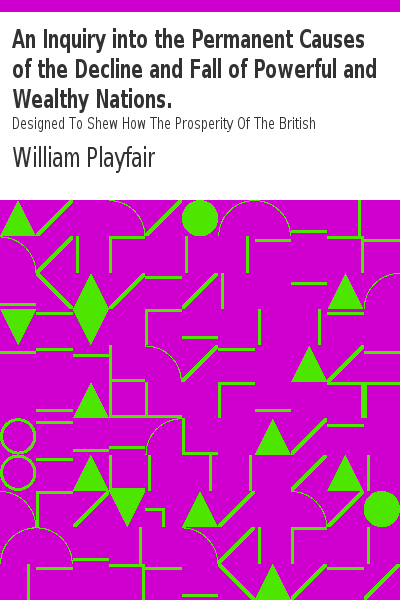 An Inquiry into the Permanent Causes
of the Decline and Fall of Powerful and
Wealthy Nations.
Designed To Shew How The Prosperity Of The British
William Playfair